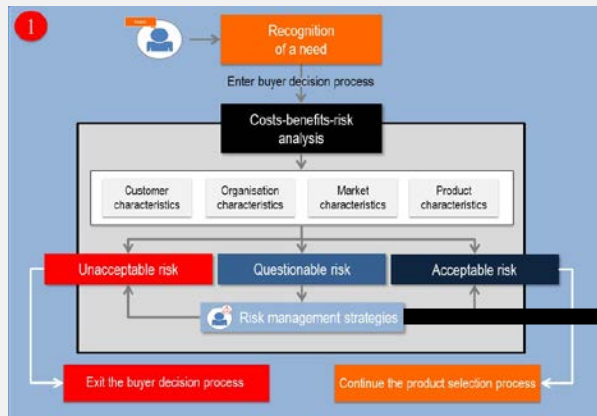 1
Recognition
of a need
Enter buyer decision process
Costs-benefits-risk
analysis
Customer
characteristics
Organisation
characteristics
Market
characteristics
Product
characteristics
Unacceptable risk
Questionable risk
Acceptable risk
Risk management strategies
Exit the buyer decision process
Continue the product selection process